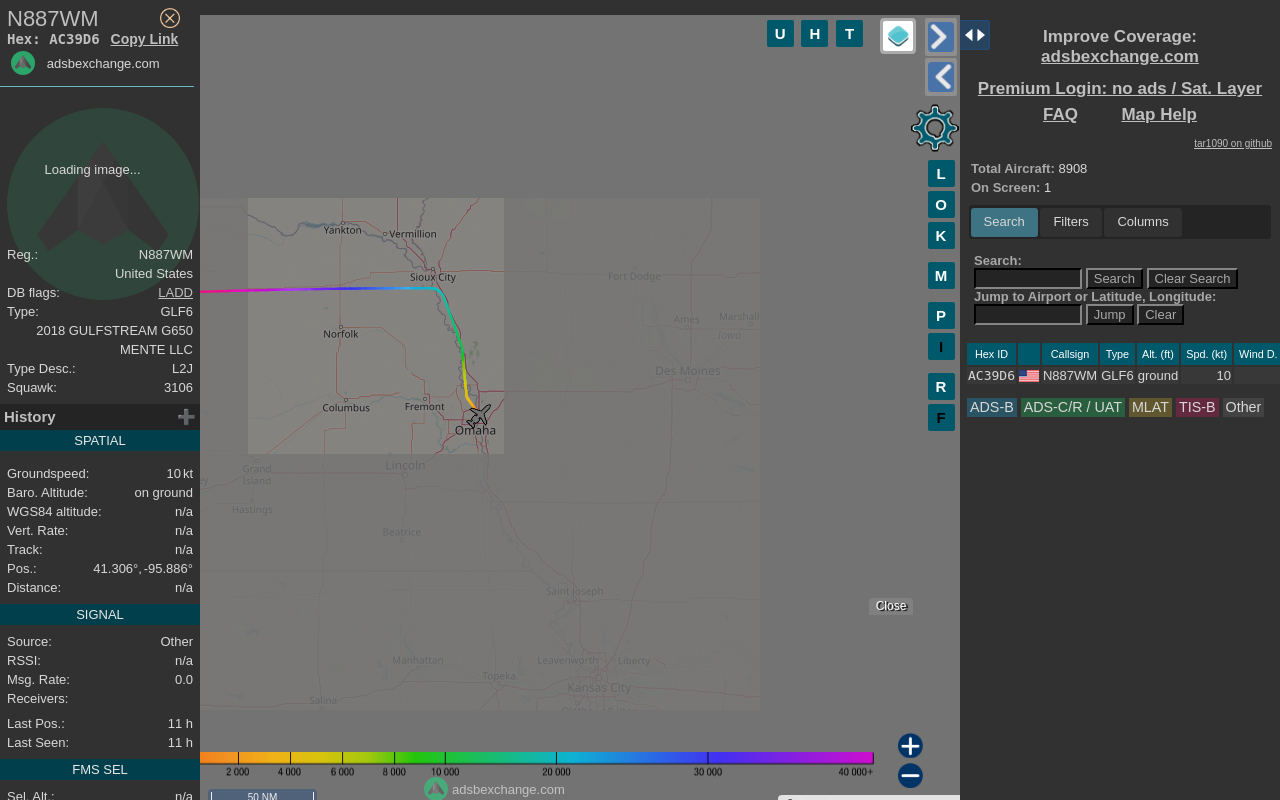 N887WM
Hex: AC39D6 Copy Link
adsbexchange.com
Loading image...
Reg.: N887WM
United States
DB flags: LADD
Type: GLF6
2018 GULFSTREAM G650
MENTE LLC
Type Desc.: L2J
Squawk: 3106
History
SPATIAL
Groundspeed: 10 kt
Baro. Altitude: on ground
WGS84 altitude: n/a
Vert. Rate: n/a
Track: n/a
Pos.: 41.306°, -95.886°
Distance: n/a
SIGNAL
Source: Other
RSSI: n/a
Msg. Rate: 0.0
Receivers:
Last Pos.: 11 h
Last Seen: 11 h
FMS SEL
Sel. Alt.: n/a
U H T
L
O
K
M
P
I
R
F
Yankton
Vermillion
Sioux City
Fort Dodge
Norfolk
Ames
Marshall
Iowa
Des Moines
Columbus
Fremont
Omaha
Lincoln
Grand
Island
Hastings
Beatrice
Saint Joseph
Manhattan
Leavenworth
Liberty
Topeka
Kansas City
Salina
Close
2 000 4 000 6 000 8 000 10 000 20 000 30 000 40 000+
adsbexchange.com
50 NM
Improve Coverage:
adsbexchange.com
Premium Login: no ads / Sat. Layer
FAQ Map Help
tar1090 on github
Total Aircraft: 8908
On Screen: 1
Search Filters Columns
Search:
Search Clear Search
Jump to Airport or Latitude, Longitude:
Jump Clear
Hex ID Callsign Type Alt. (ft) Spd. (kt) Wind D.
AC39D6 N887WM GLF6 ground 10
ADS-B ADS-C/R / UAT MLAT TIS-B Other